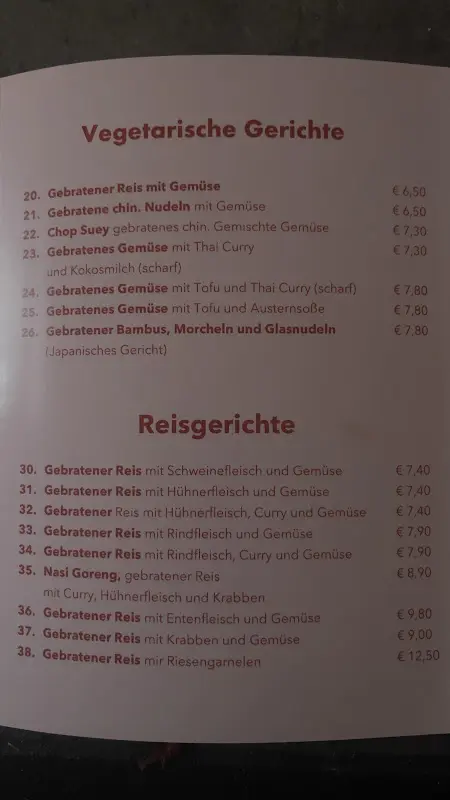 Vegetarische Gerichte
20. Gebratener Reis mit Gemüse € 6,50
21. Gebratene chin. Nudeln mit Gemüse € 6,50
22. Chop Suey gebratenes chin. Gemischte Gemüse € 7,30
23. Gebratenes Gemüse mit Thai Curry € 7,30
und Kokosmilch (scharf)
24. Gebratenes Gemüse mit Tofu und Thai Curry (scharf) € 7,80
25. Gebratenes Gemüse mit Tofu und Austernsoße € 7,80
26. Gebratener Bambus, Morcheln und Glasnudeln € 7,80
(Japanisches Gericht)
Reisgerichte
30. Gebratener Reis mit Schweinefleisch und Gemüse € 7,40
31. Gebratener Reis mit Hühnerfleisch und Gemüse € 7,40
32. Gebratener Reis mit Hühnerfleisch, Curry und Gemüse € 7,40
33. Gebratener Reis mit Rindfleisch und Gemüse € 7,90
34. Gebratener Reis mit Rindfleisch, Curry und Gemüse € 7,90
35. Nasi Goreng, gebratener Reis € 8,90
mit Curry, Hühnerfleisch und Krabben
36. Gebratener Reis mit Entenfleisch und Gemüse € 9,80
37. Gebratener Reis mit Krabben und Gemüse € 9,00
38. Gebratener Reis mir Riesengarnelen € 12,50